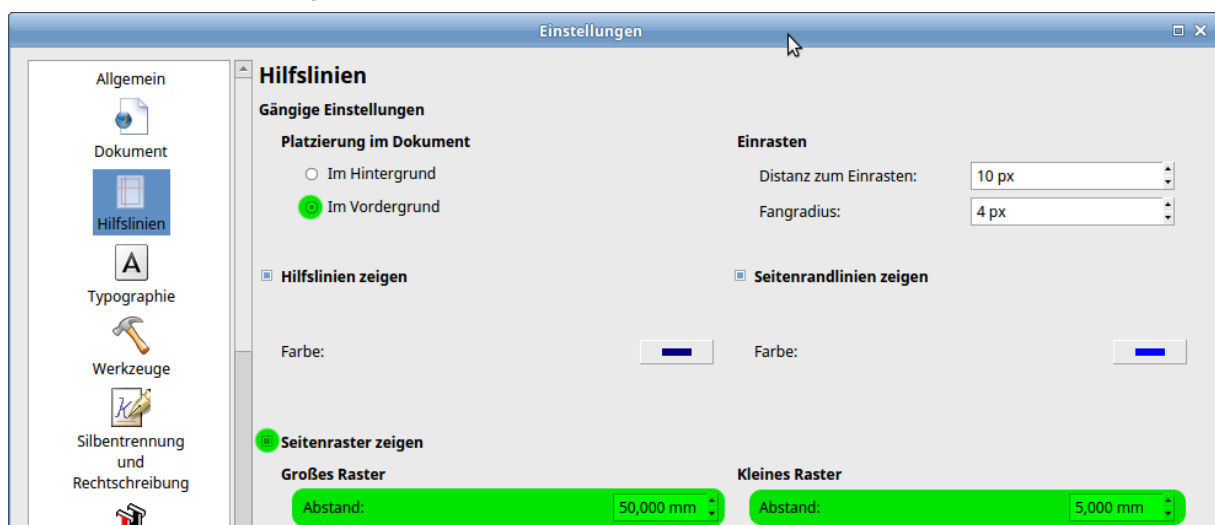 Einstellungen
Allgemein
Dokument
Hilfslinien
Typographie
Werkzeuge
Silbentrennung
und
Rechtschreibung
Hilfslinien
Gängige Einstellungen
Platzierung im Dokument
Im Hintergrund
Im Vordergrund
Einrasten
Distanz zum Einrasten: 10 px
Fangradius: 4 px
Hilfslinien zeigen
Farbe:
Seitenrandlinien zeigen
Farbe:
Seitenraster zeigen
Großes Raster
Abstand: 50,000 mm
Kleines Raster
Abstand: 5,000 mm